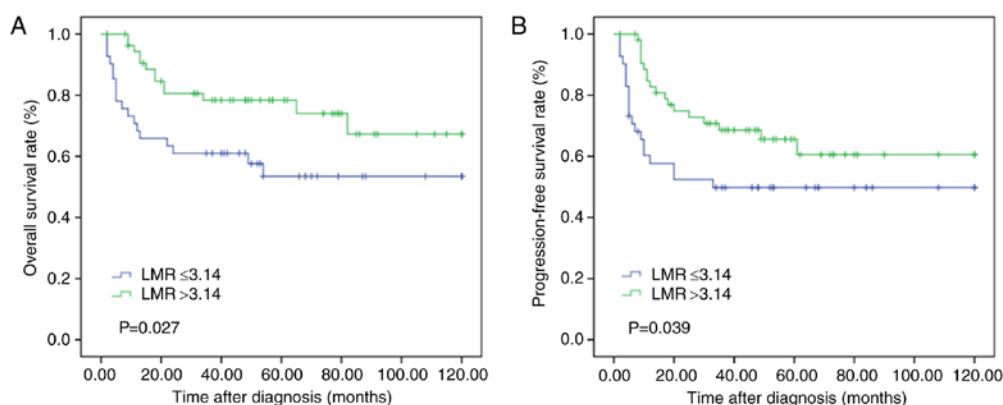 A
Overall survival rate (%)
1.0
0.8
0.6
0.4
0.2
0.0
LMR ≤3.14
LMR >3.14
P=0.027
0.00 20.00 40.00 60.00 80.00 100.00 120.00
Time after diagnosis (months)
B
Progression-free survival rate (%)
1.0
0.8
0.6
0.4
0.2
0.0
LMR ≤3.14
LMR >3.14
P=0.039
0.00 20.00 40.00 60.00 80.00 100.00 120.00
Time after diagnosis (months)